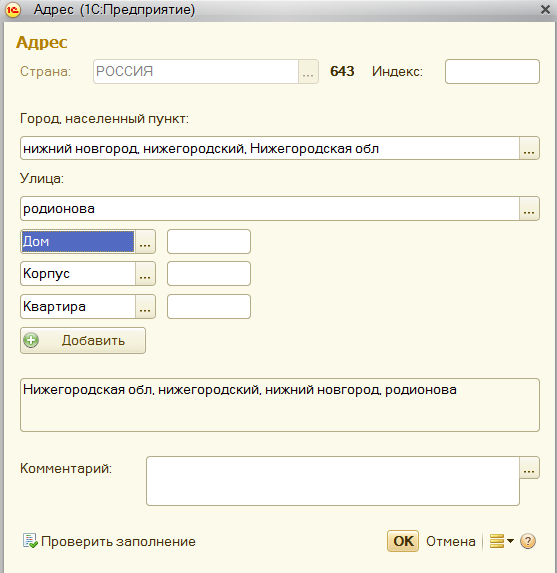 Адрес (1С:Предприятие)
Адрес
Страна: РОССИЯ ... 643 Индекс:
Город, населенный пункт:
нижний новгород, нижегородский, Нижегородская обл ...
Улица:
родионова ...
Дом ...
Корпус ...
Квартира ...
Добавить
Нижегородская обл, нижегородский, нижний новгород, родионова
Комментарий: ...
Проверить заполнение OK Отмена ?